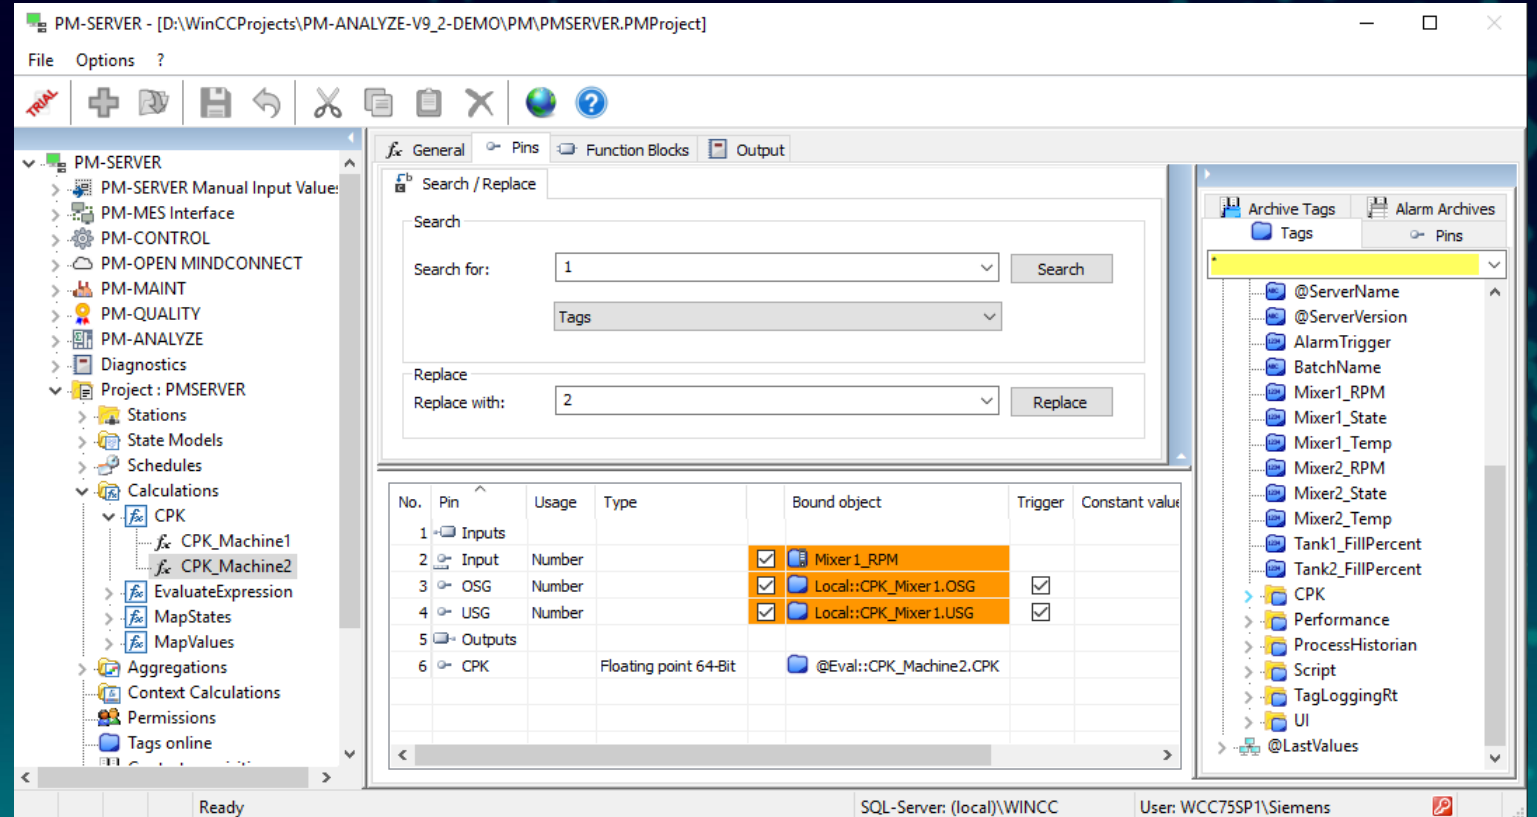 PM-SERVER - [D:\WinCCProjects\PM-ANALYZE-V9_2-DEMO\PM\PMSERVER.PMProject]
File Options ?
TRIAL
PM-SERVER
PM-SERVER Manual Input Value
PM-MES Interface
PM-CONTROL
PM-OPEN MINDCONNECT
PM-MAINT
PM-QUALITY
PM-ANALYZE
Diagnostics
Project : PMSERVER
Stations
State Models
Schedules
Calculations
CPK
CPK_Machine1
CPK_Machine2
EvaluateExpression
MapStates
MapValues
Aggregations
Context Calculations
Permissions
Tags online
General Pins Function Blocks Output
Search / Replace
Search
Search for: 1 Search
Tags
Replace
Replace with: 2 Replace
No. Pin Usage Type Bound object Trigger Constant value
1 Inputs
2 Input Number Mixer1_RPM
3 OSG Number Local::CPK_Mixer1.OSG
4 USG Number Local::CPK_Mixer1.USG
5 Outputs
6 CPK Floating point 64-Bit @Eval::CPK_Machine2.CPK
Archive Tags Alarm Archives
Tags Pins
*
@ServerName
@ServerVersion
AlarmTrigger
BatchName
Mixer1_RPM
Mixer1_State
Mixer1_Temp
Mixer2_RPM
Mixer2_State
Mixer2_Temp
Tank1_FillPercent
Tank2_FillPercent
CPK
Performance
ProcessHistorian
Script
TagLoggingRt
UI
@LastValues
Ready SQL-Server: (local)\WINCC User: WCC75SP1\Siemens